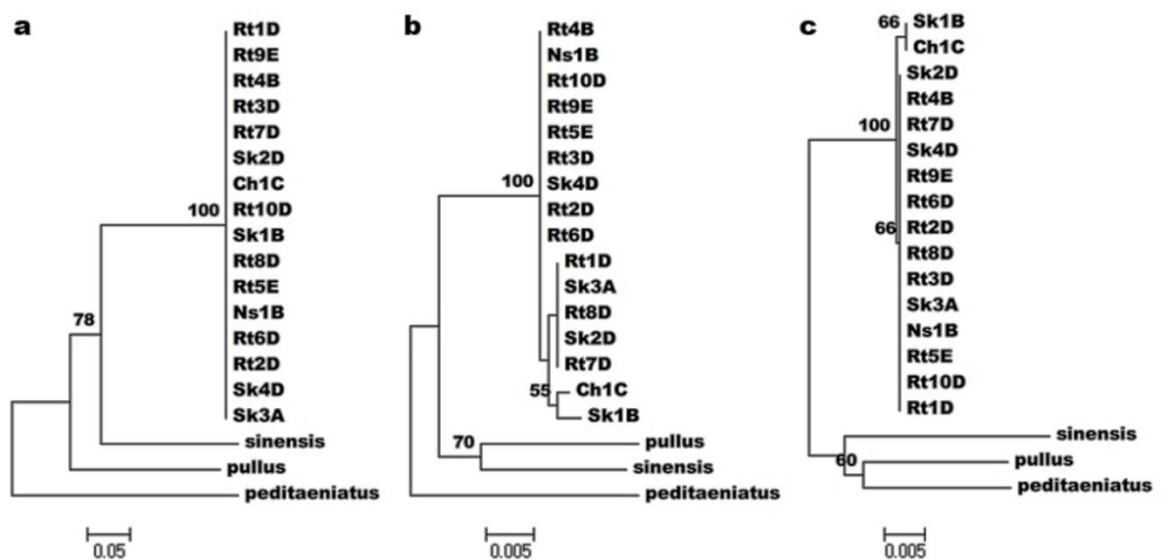 a
Rt1D
Rt9E
Rt4B
Rt3D
Rt7D
Sk2D
Ch1C
Rt10D
Sk1B
Rt8D
Rt5E
Ns1B
Rt6D
Rt2D
Sk4D
Sk3A
sinensis
pullus
peditaeniatus
100
78
0.05
b
Rt4B
Ns1B
Rt10D
Rt9E
Rt5E
Rt3D
Sk4D
Rt2D
Rt6D
Rt1D
Sk3A
Rt8D
Sk2D
Rt7D
Ch1C
Sk1B
pullus
sinensis
peditaeniatus
100
55
70
0.005
c
Sk1B
Ch1C
Sk2D
Rt4B
Rt7D
Sk4D
Rt9E
Rt6D
Rt2D
Rt8D
Rt3D
Sk3A
Ns1B
Rt5E
Rt10D
Rt1D
sinensis
pullus
peditaeniatus
66
100
66
60
0.005